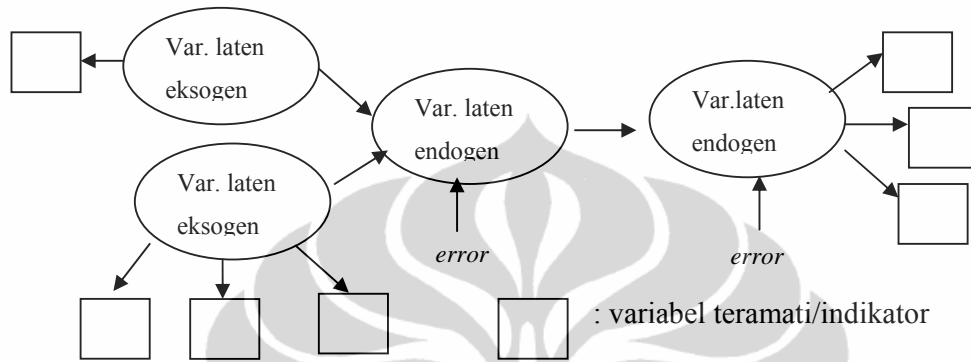 Var. laten
eksogen
Var. laten
endogen
Var.laten
endogen
Var. laten
eksogen
error
error
: variabel teramati/indikator